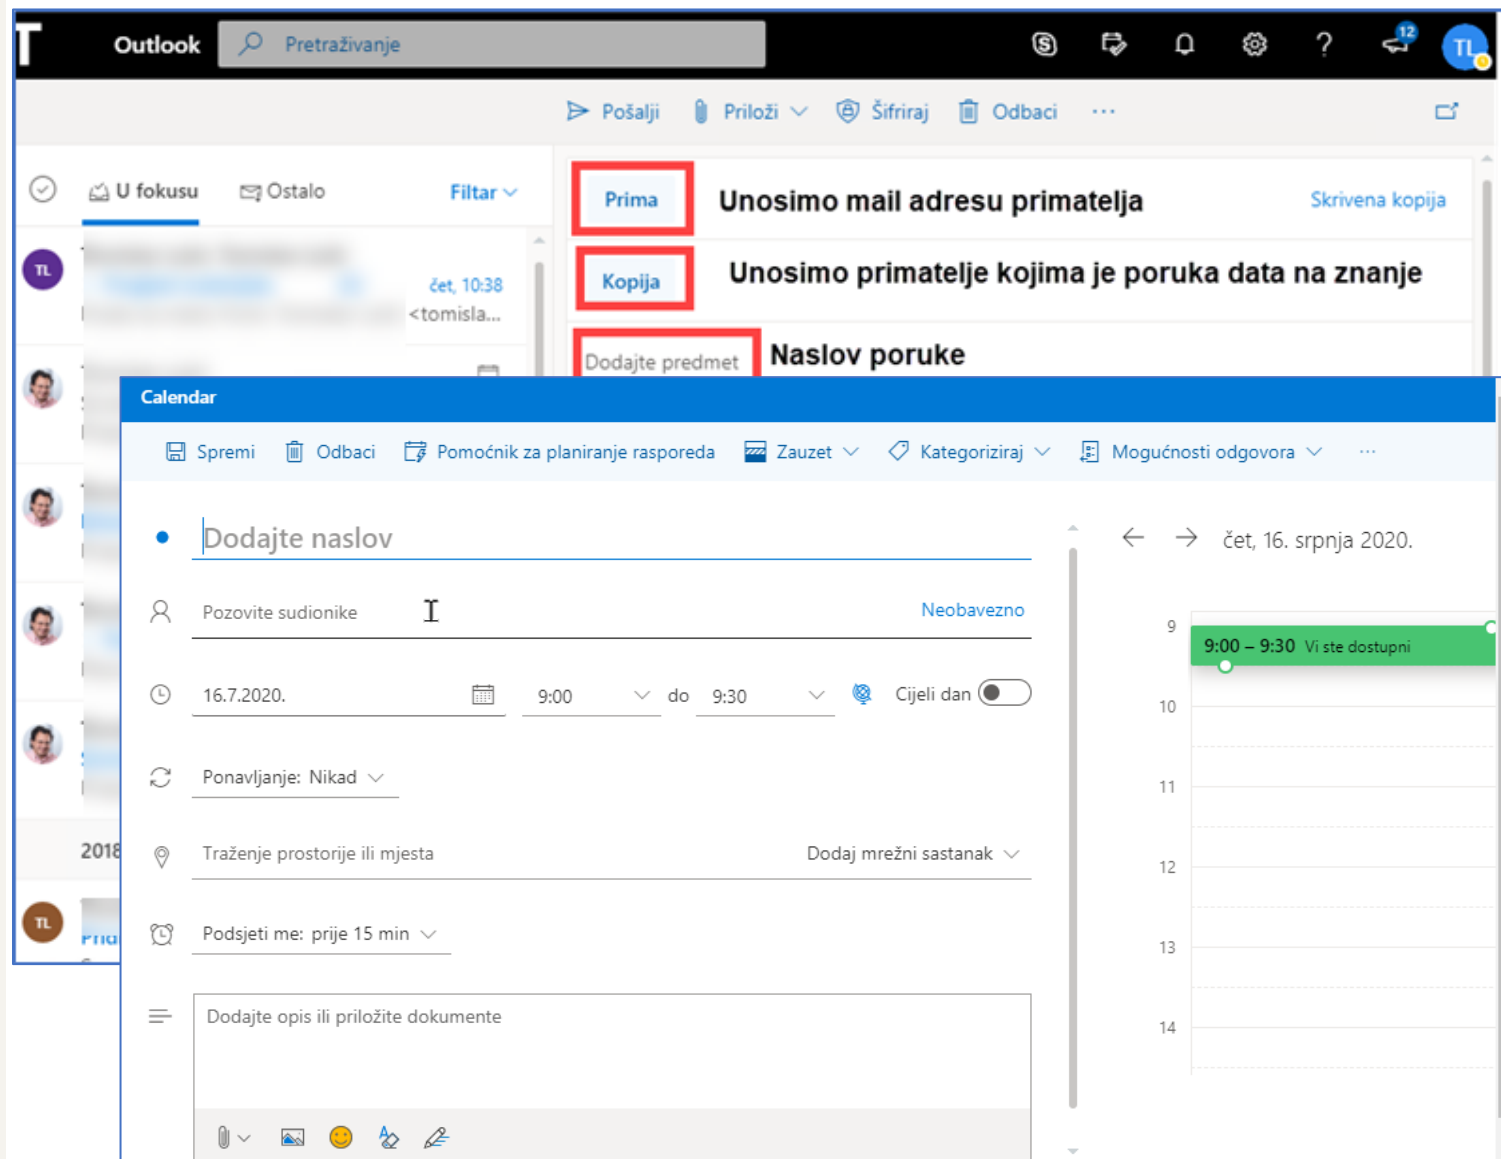 T Outlook Pretraživanje 12 TL
Pošalji Priloži Šifriraj Odbaci ...
U fokusu Ostalo Filtar
Prima Unosimo mail adresu primatelja Skrivena kopija
TL
čet, 10:38
<tomisla...
Kopija Unosimo primatelje kojima je poruka data na znanje
Dodajte predmet Naslov poruke
Calendar
Spremi Odbaci Pomoćnik za planiranje rasporeda Zauzet Kategoriziraj Mogućnosti odgovora ...
Dodajte naslov
čet, 16. srpnja 2020.
Pozovite sudionike Neobavezno
9
9:00 – 9:30 Vi ste dostupni
16.7.2020. 9:00 do 9:30 Cijeli dan
10
Ponavljanje: Nikad
11
2018
Traženje prostorije ili mjesta Dodaj mrežni sastanak
12
TL
Podsjeti me: prije 15 min
13
Dodajte opis ili priložite dokumente
14